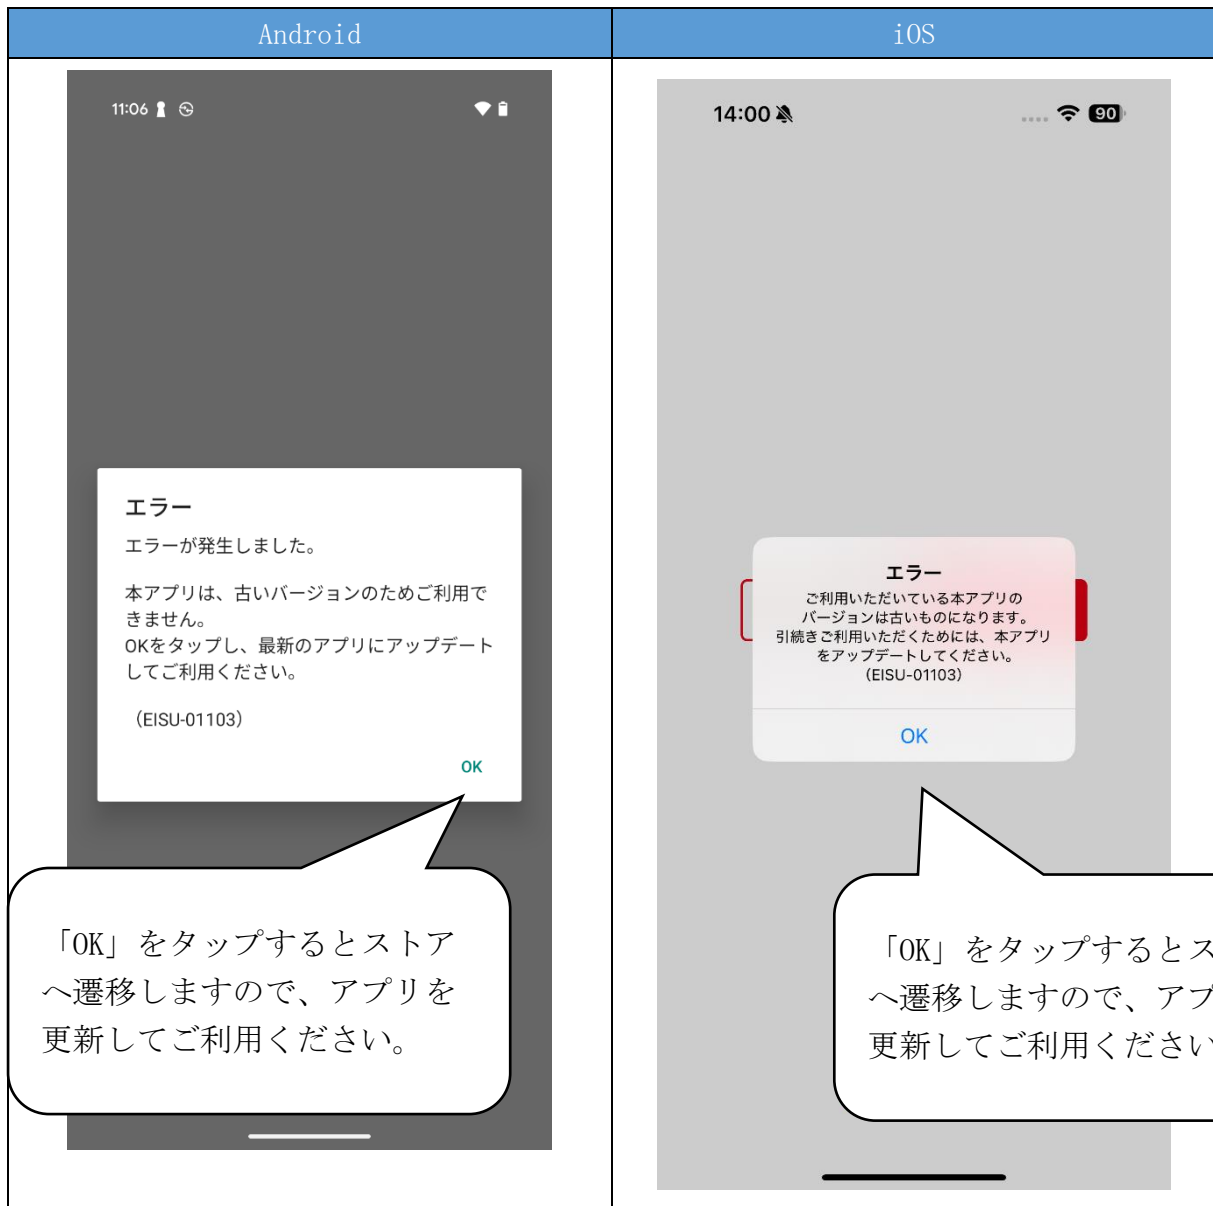 Android
iOS
11:06
エラー
エラーが発生しました。
本アプリは、古いバージョンのためご利用で
きません。
OKをタップし、最新のアプリにアップデート
してご利用ください。
（EISU-01103）
OK
「OK」をタップするとストア
へ遷移しますので、アプリを
更新してご利用ください。
14:00
90
エラー
ご利用いただいている本アプリの
バージョンは古いものになります。
引続きご利用いただくためには、本アプリ
をアップデートしてください。
（EISU-01103）
OK
「OK」をタップするとス
へ遷移しますので、アプ
更新してご利用ください